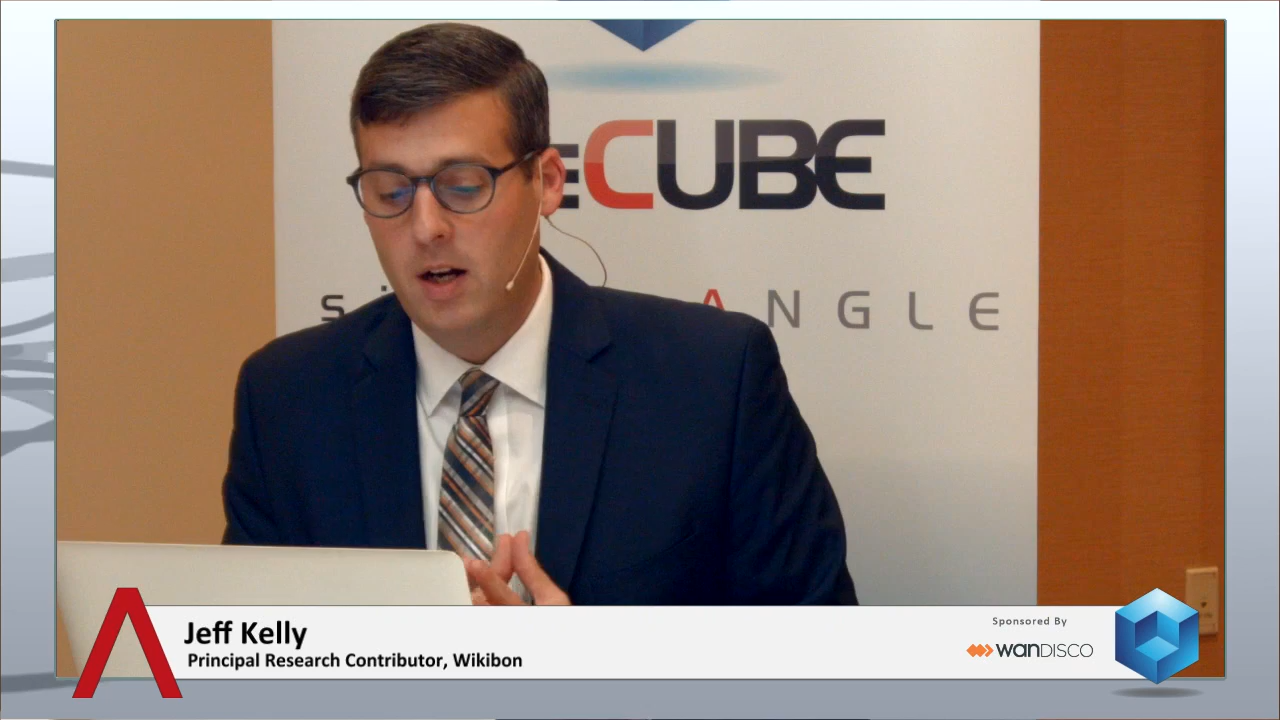 eCUBE
S ANGLE
Jeff Kelly
Principal Research Contributor, Wikibon
Sponsored By
WANDISCO